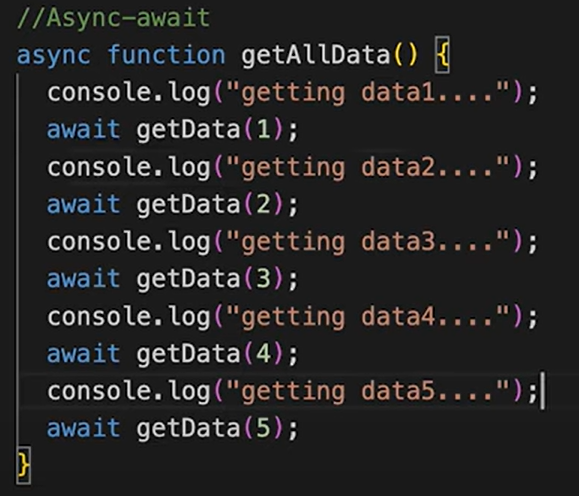 //Async-await
async function getAllData() {
  console.log("getting data1....");
  await getData(1);
  console.log("getting data2....");
  await getData(2);
  console.log("getting data3....");
  await getData(3);
  console.log("getting data4....");
  await getData(4);
  console.log("getting data5....");
  await getData(5);
}